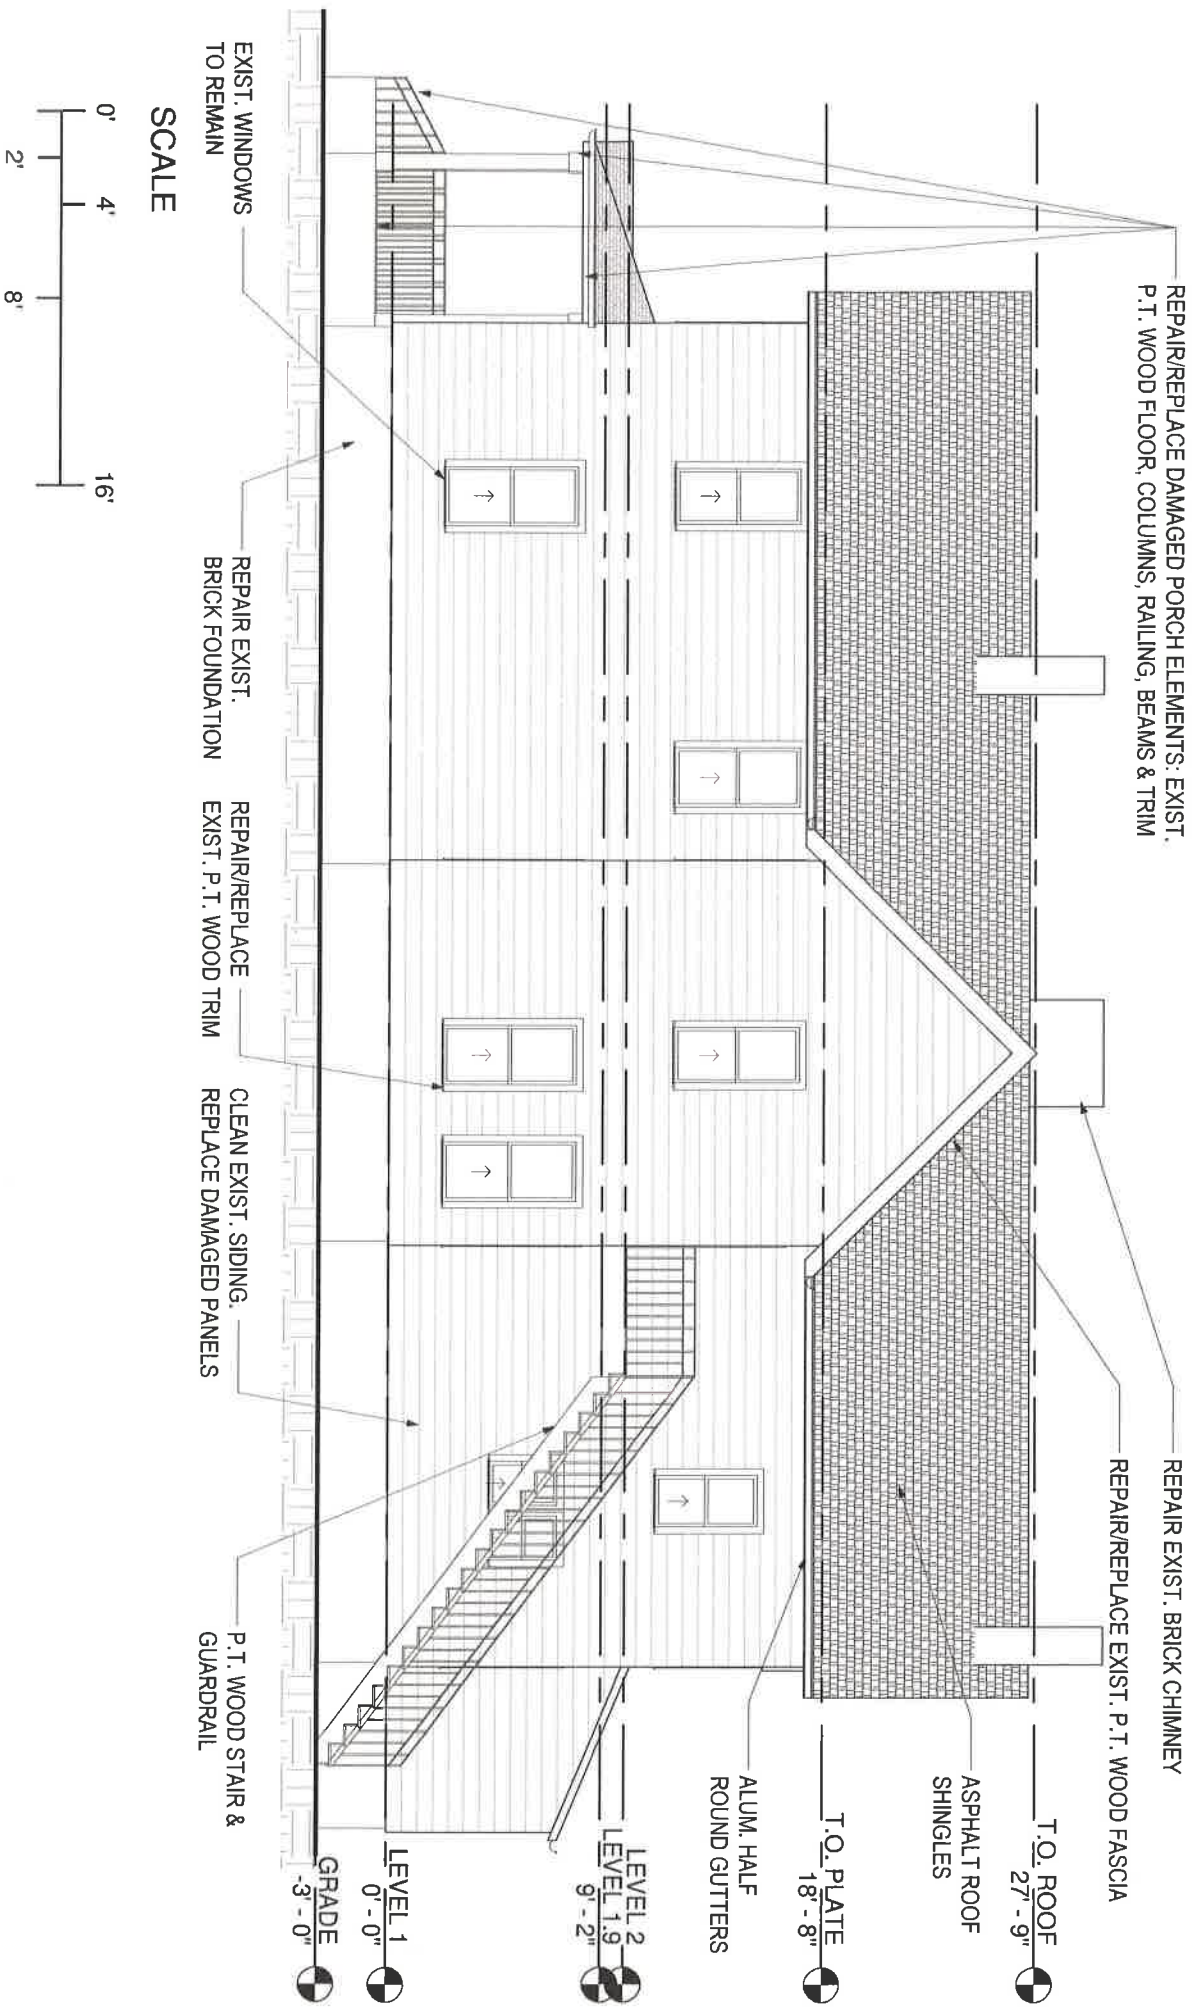 REPAIR/REPLACE DAMAGED PORCH ELEMENTS: EXIST.
P.T. WOOD FLOOR, COLUMNS, RAILING, BEAMS & TRIM
REPAIR EXIST. BRICK CHIMNEY
REPAIR/REPLACE EXIST. P.T. WOOD FASCIA
T.O. ROOF
27' - 9"
ASPHALT ROOF
SHINGLES
T.O. PLATE
18' - 8"
ALUM. HALF
ROUND GUTTERS
LEVEL 2
LEVEL 1.9
9' - 2"
LEVEL 1
0' - 0"
GRADE
-3' - 0"
EXIST. WINDOWS
TO REMAIN
REPAIR EXIST.
BRICK FOUNDATION
REPAIR/REPLACE
EXIST. P.T. WOOD TRIM
CLEAN EXIST. SIDING.
REPLACE DAMAGED PANELS
P.T. WOOD STAIR &
GUARDRAIL
SCALE
0' 4' 16'
2' 8'